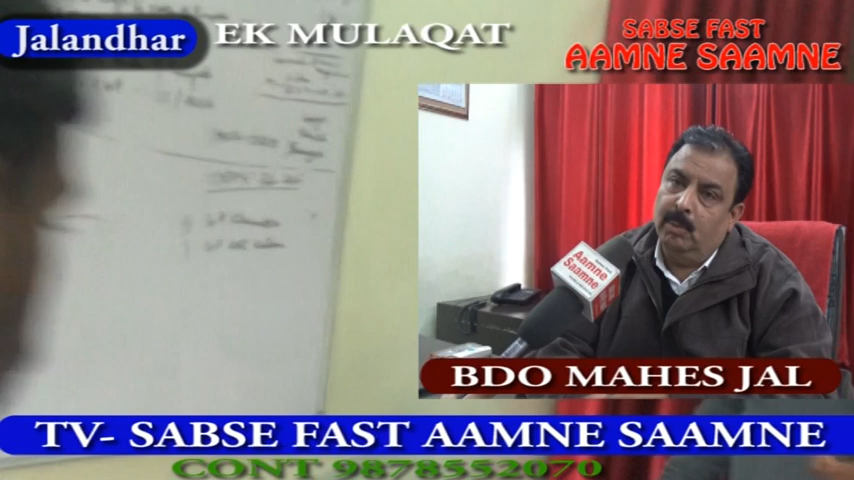 Jalandhar
EK MULAQAT
SABSE FAST
AAMNE SAAMNE
Aamne
Saamne
BDO MAHES JAL
TV- SABSE FAST AAMNE SAAMNE
CONT 9878552070